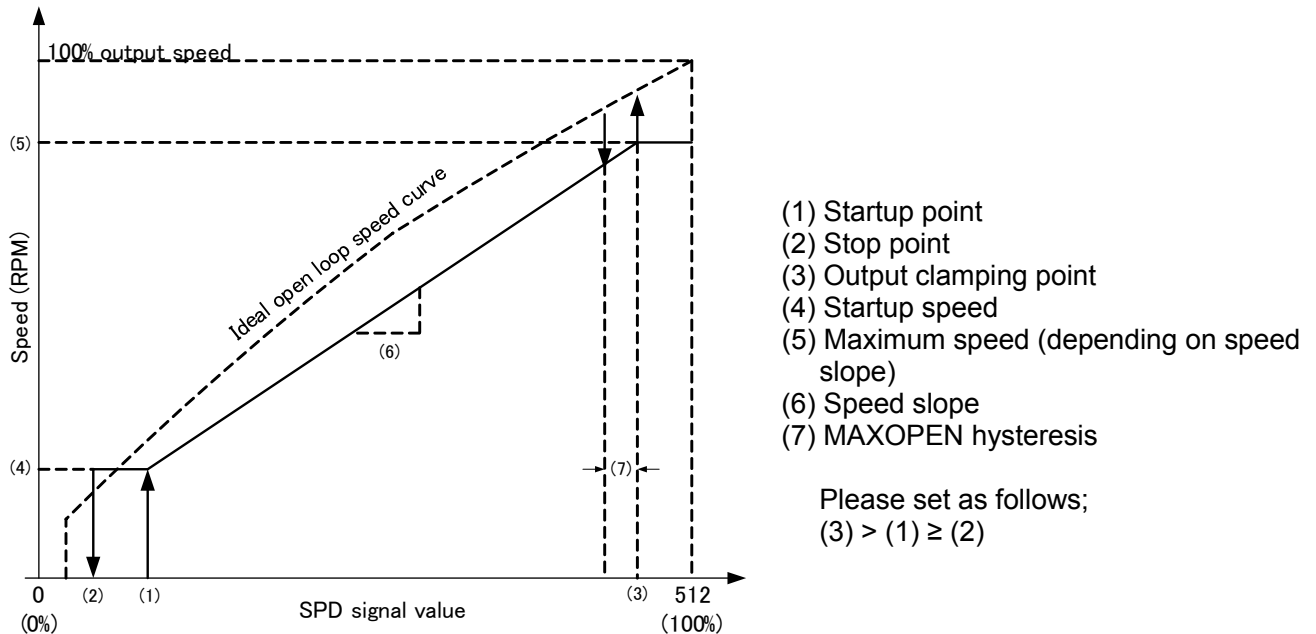 100% output speed
(5)
Speed (RPM)
Ideal open loop speed curve
(6)
(4)
(7)
0
(0%)
(2)
(1)
SPD signal value
(3)
512
(100%)
(1) Startup point
(2) Stop point
(3) Output clamping point
(4) Startup speed
(5) Maximum speed (depending on speed
slope)
(6) Speed slope
(7) MAXOPEN hysteresis
Please set as follows;
(3) > (1) ≥ (2)